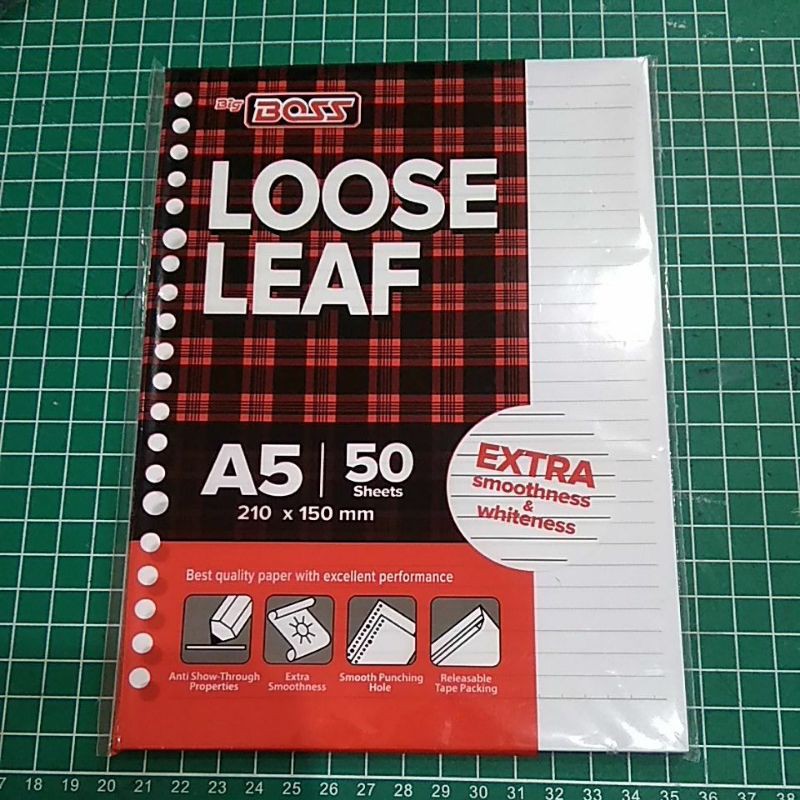 Big BOSS
LOOSE
LEAF
A5 50
Sheets
210 x 150 mm
EXTRA
smoothness
&
whiteness
Best quality paper with excellent performance
Anti Show-Through
Properties
Extra
Smoothness
Smooth Punching
Hole
Releasable
Tape Packing
17 18 19 20 21 22 23 24 25 26 27 28 29 30 31 32 33 34 35 36 37 38